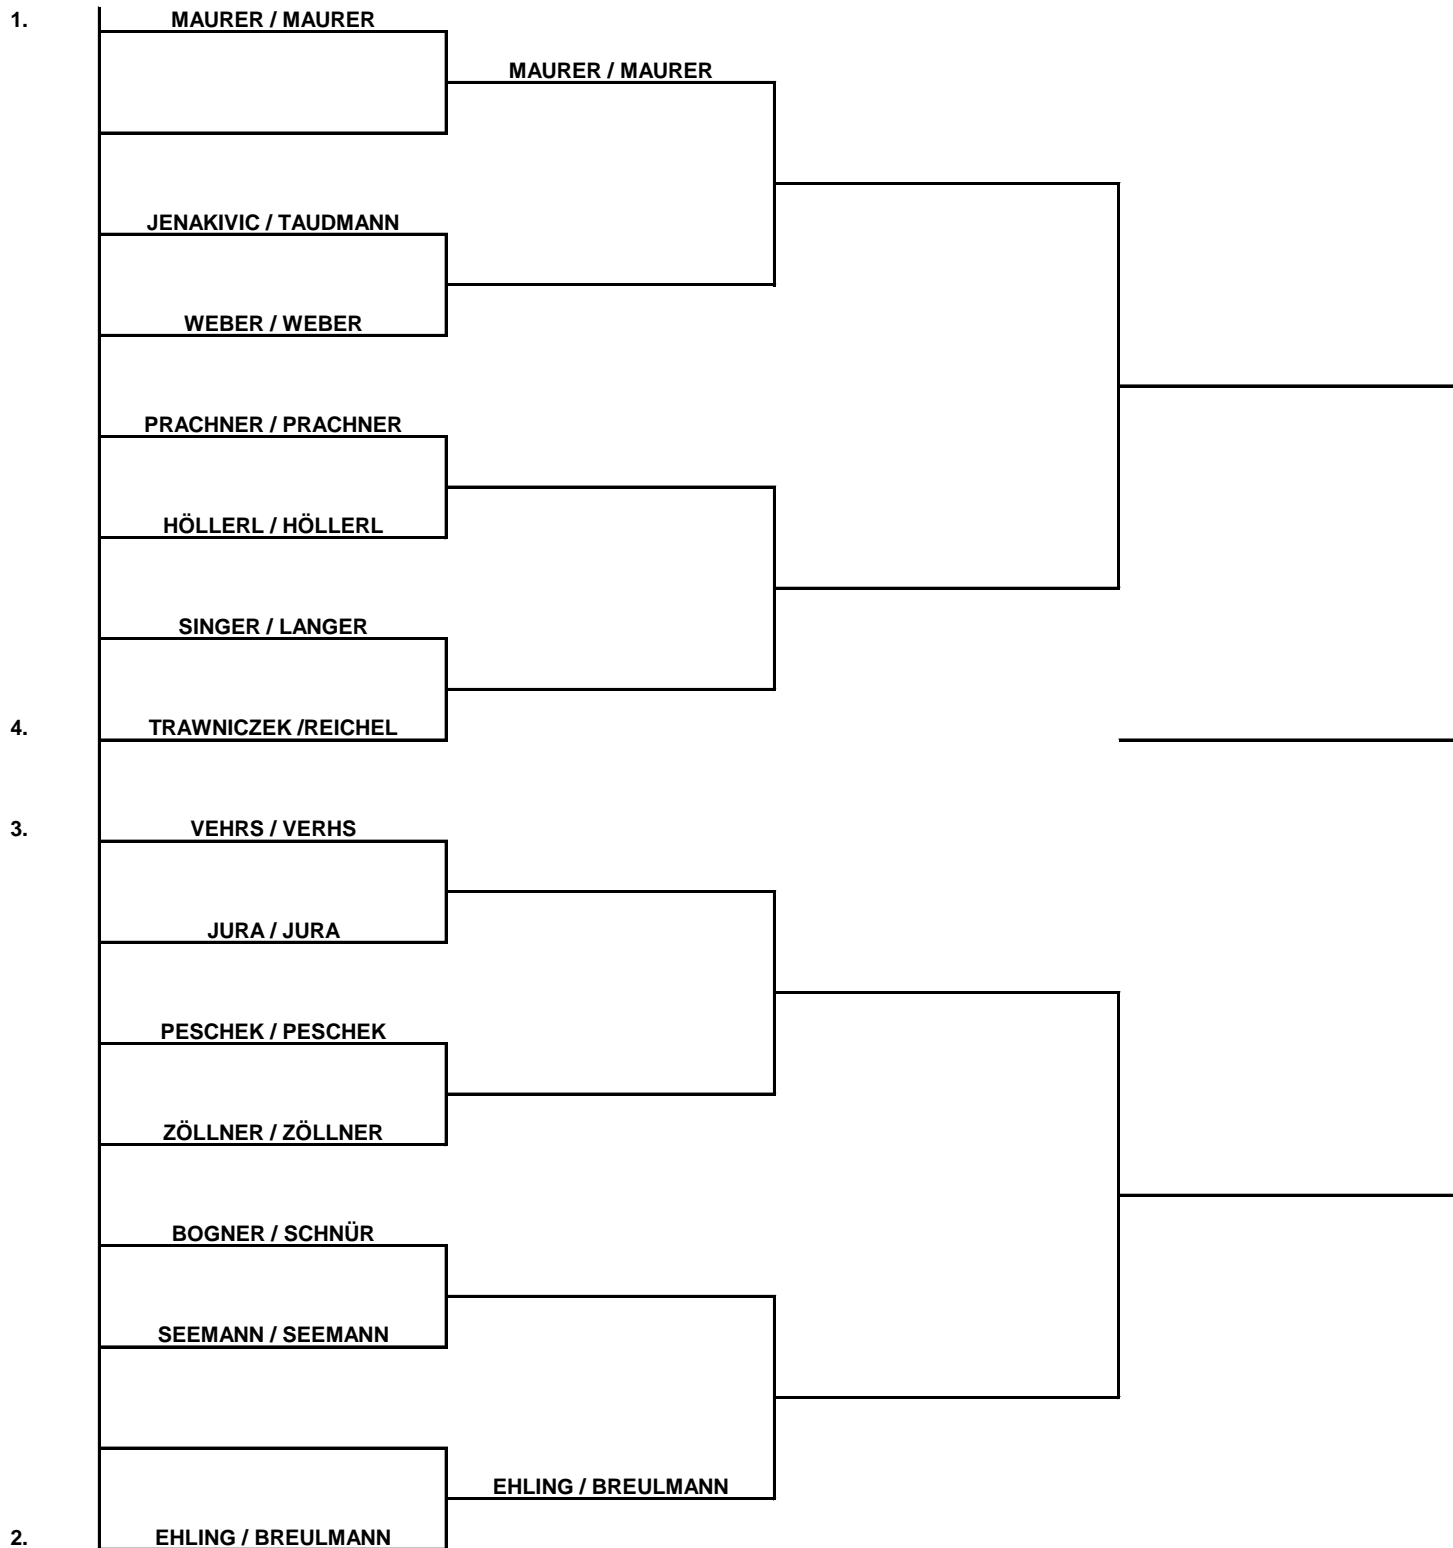 1. MAURER / MAURER
MAURER / MAURER
JENAKIVIC / TAUDMANN
WEBER / WEBER
PRACHNER / PRACHNER
HÖLLERL / HÖLLERL
SINGER / LANGER
4. TRAWNICZEK /REICHEL
3. VEHRS / VERHS
JURA / JURA
PESCHEK / PESCHEK
ZÖLLNER / ZÖLLNER
BOGNER / SCHNÜR
SEEMANN / SEEMANN
EHLING / BREULMANN
2. EHLING / BREULMANN